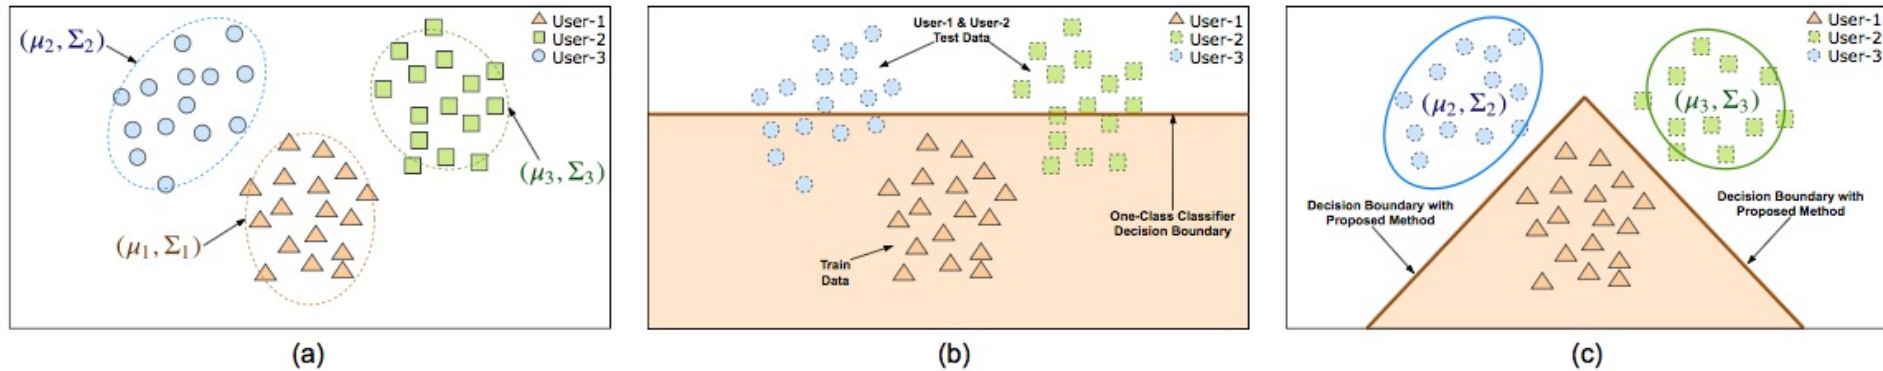 User-1
User-2
User-3
(μ₂, Σ₂)
(μ₃, Σ₃)
(μ₁, Σ₁)
(a)
User-1 & User-2
Test Data
User-1
User-2
User-3
One-Class Classifier
Decision Boundary
Train
Data
(b)
User-1
User-2
User-3
(μ₂, Σ₂)
(μ₃, Σ₃)
Decision Boundary with
Proposed Method
Decision Boundary with
Proposed Method
(c)